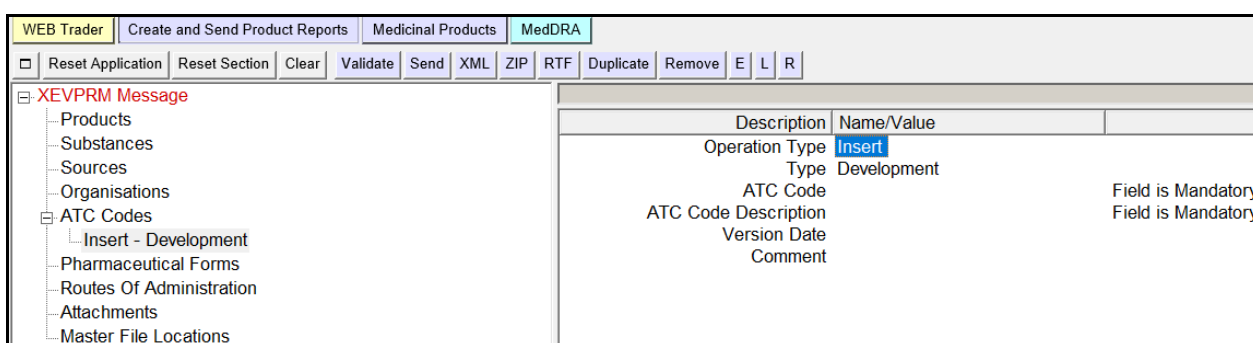 WEB Trader Create and Send Product Reports Medicinal Products MedDRA
Reset Application Reset Section Clear Validate Send XML ZIP RTF Duplicate Remove E L R
XEVPRM Message
Products
Substances
Sources
Organisations
ATC Codes
Insert - Development
Pharmaceutical Forms
Routes Of Administration
Attachments
Master File Locations
Description Name/Value
Operation Type Insert
Type Development
ATC Code Field is Mandatory
ATC Code Description Field is Mandatory
Version Date
Comment